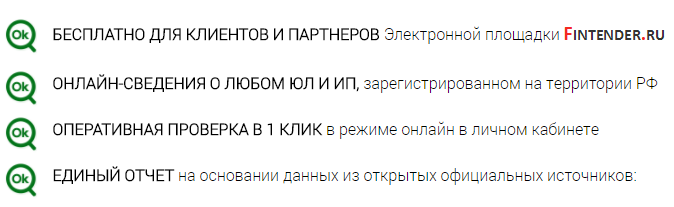 Ok БЕСПЛАТНО ДЛЯ КЛИЕНТОВ И ПАРТНЕРОВ Электронной площадки FINTENDER.RU
Ok ОНЛАЙН-СВЕДЕНИЯ О ЛЮБОМ ЮЛ И ИП, зарегистрированном на территории РФ
Ok ОПЕРАТИВНАЯ ПРОВЕРКА В 1 КЛИК в режиме онлайн в личном кабинете
Ok ЕДИНЫЙ ОТЧЕТ на основании данных из открытых официальных источников: